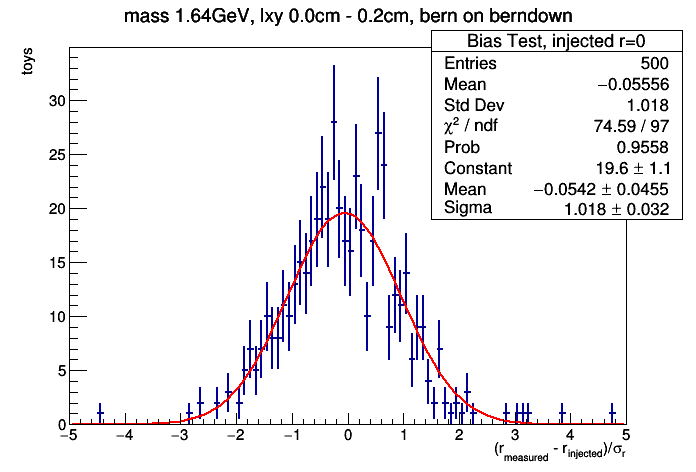 mass 1.64GeV, lxy 0.0cm - 0.2cm, bern on berndown
Bias Test, injected r=0
Entries 500
Mean −0.05556
Std Dev 1.018
χ² / ndf 74.59 / 97
Prob 0.9558
Constant 19.6 ± 1.1
Mean −0.0542 ± 0.0455
Sigma 1.018 ± 0.032
toys
30
25
20
15
10
5
0
−5 −4 −3 −2 −1 0 1 2 3 4 5
(r_measured - r_injected)/σ_r